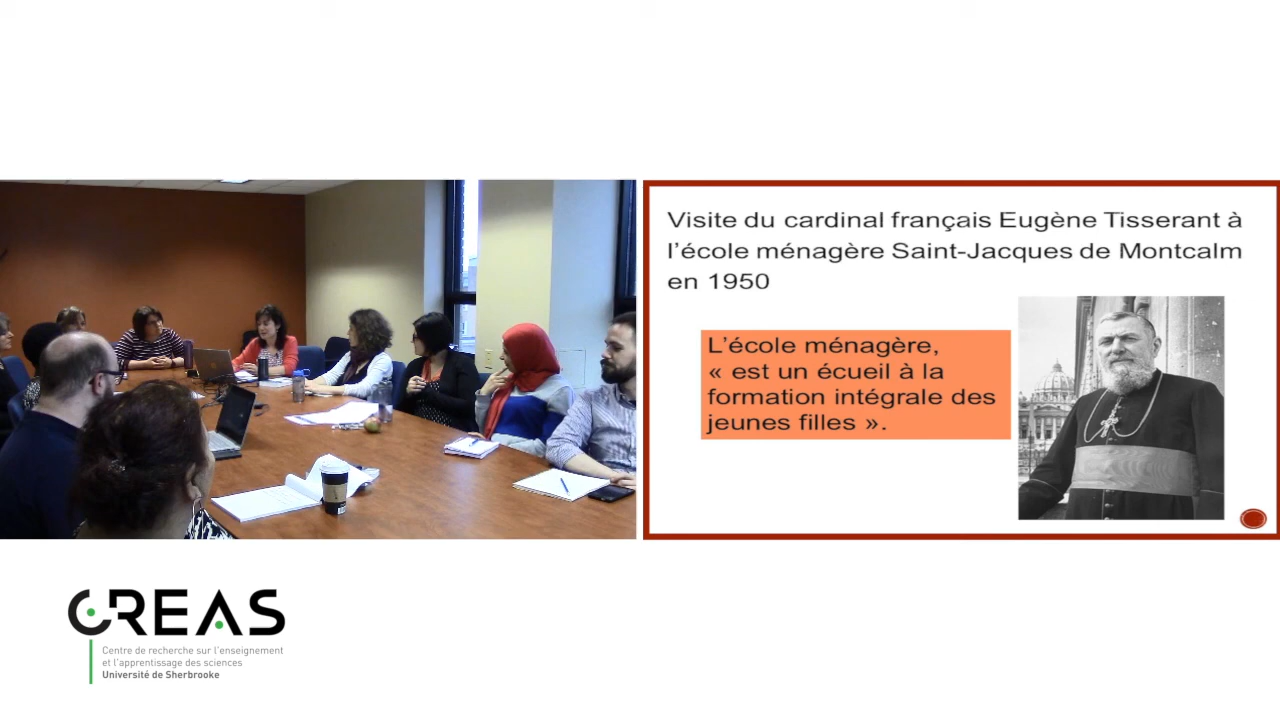 Visite du cardinal français Eugène Tisserant à
l'école ménagère Saint-Jacques de Montcalm
en 1950
L'école ménagère,
« est un écueil à la
formation intégrale des
jeunes filles ».
CREAS
Centre de recherche sur l'enseignement
et l'apprentissage des sciences
Université de Sherbrooke